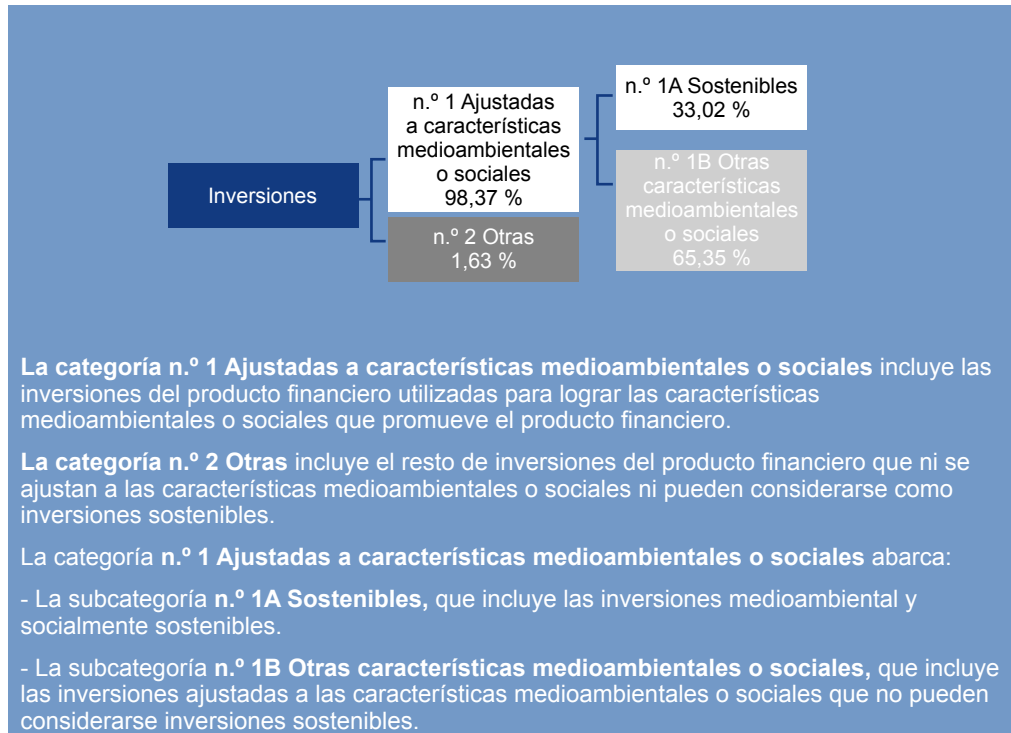 Inversiones
n.º 1 Ajustadas
a características
medioambientales
o sociales
98,37 %
n.º 2 Otras
1,63 %
n.º 1A Sostenibles
33,02 %
n.º 1B Otras
características
medioambientales
o sociales
65,35 %
La categoría n.º 1 Ajustadas a características medioambientales o sociales incluye las
inversiones del producto financiero utilizadas para lograr las características
medioambientales o sociales que promueve el producto financiero.
La categoría n.º 2 Otras incluye el resto de inversiones del producto financiero que ni se
ajustan a las características medioambientales o sociales ni pueden considerarse como
inversiones sostenibles.
La categoría n.º 1 Ajustadas a características medioambientales o sociales abarca:
- La subcategoría n.º 1A Sostenibles, que incluye las inversiones medioambiental y
socialmente sostenibles.
- La subcategoría n.º 1B Otras características medioambientales o sociales, que incluye
las inversiones ajustadas a las características medioambientales o sociales que no pueden
considerarse inversiones sostenibles.